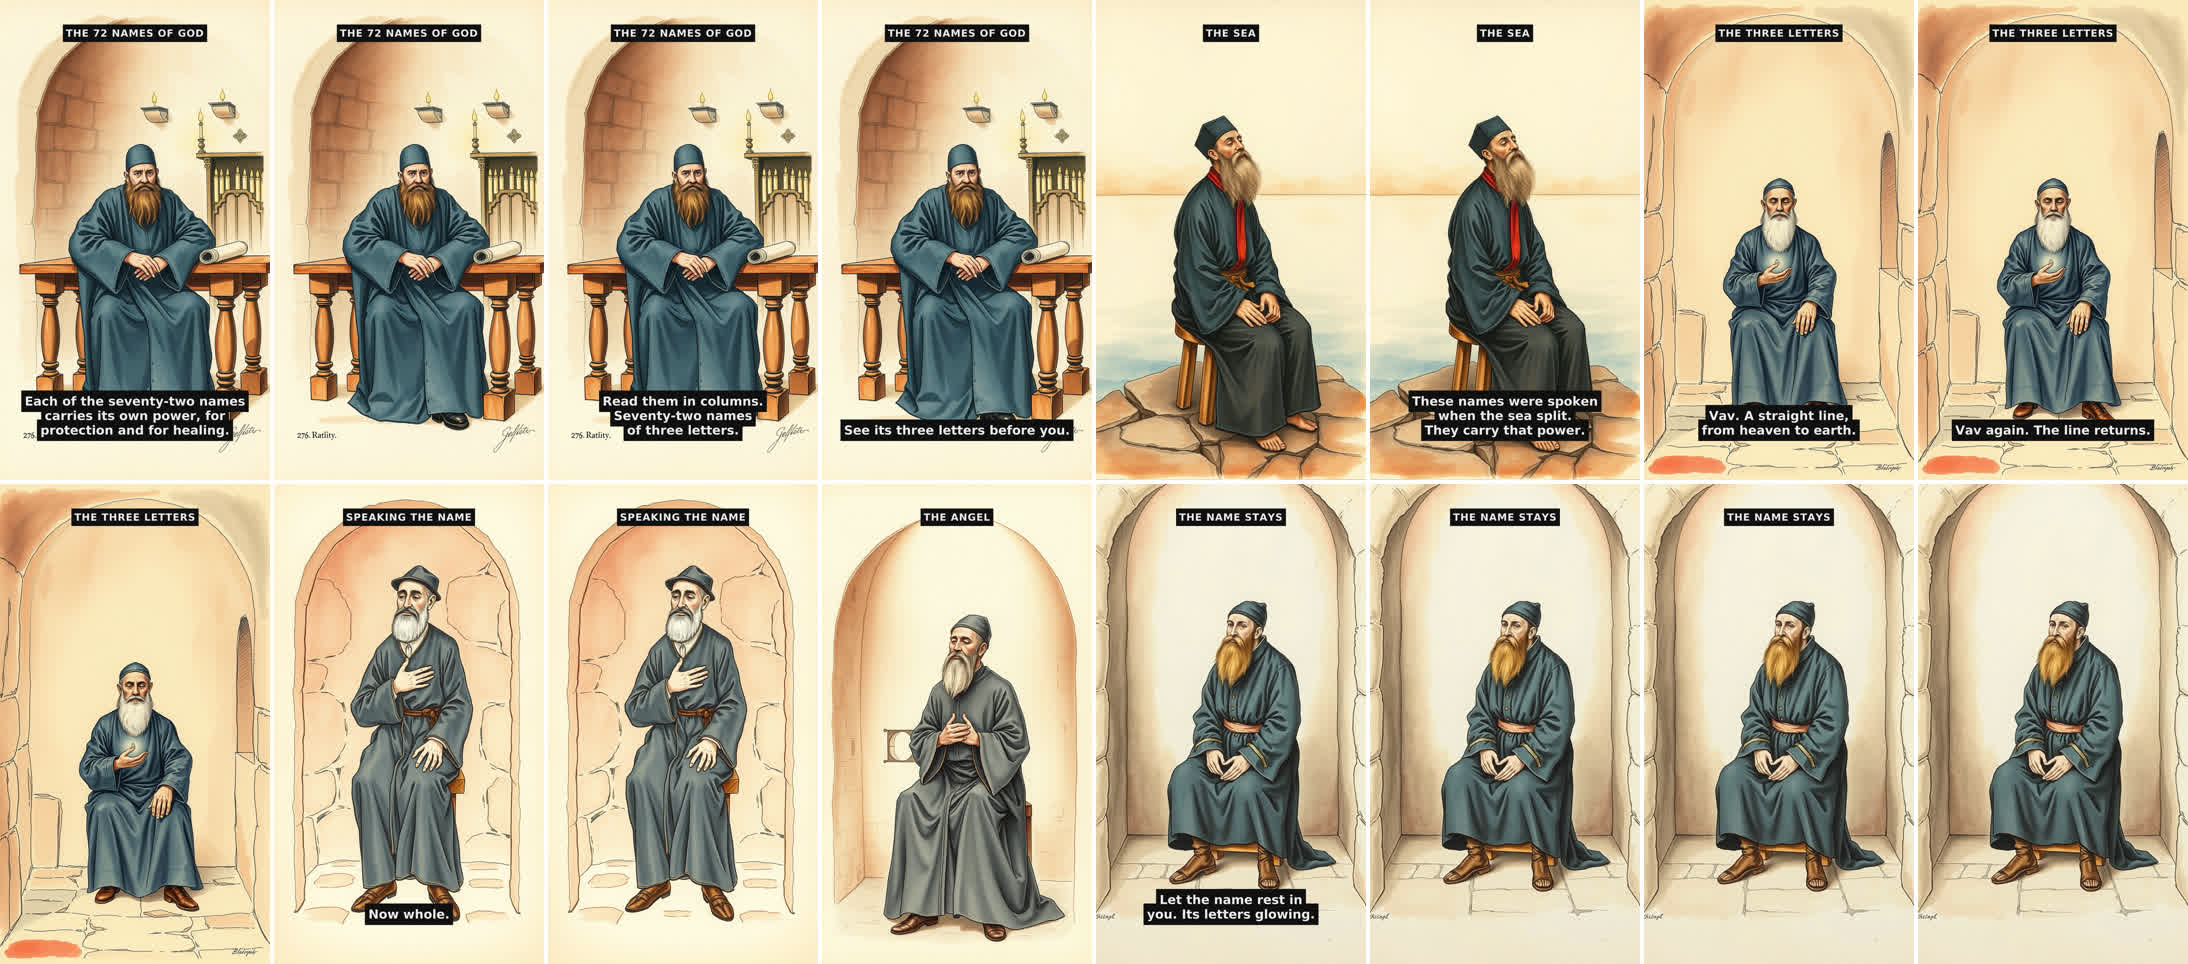 THE 72 NAMES OF GOD
Each of the seventy-two names
carries its own power, for
protection and for healing.
276.
THE 72 NAMES OF GOD
276. Ratlity.
THE 72 NAMES OF GOD
Read them in columns.
Seventy-two names
of three letters.
276. Ratlity.
THE 72 NAMES OF GOD
See its three letters before you.
THE SEA
THE SEA
These names were spoken
when the sea split.
They carry that power.
THE THREE LETTERS
Vav. A straight line,
from heaven to earth.
THE THREE LETTERS
Vav again. The line returns.
THE THREE LETTERS
SPEAKING THE NAME
Now whole.
SPEAKING THE NAME
THE ANGEL
THE NAME STAYS
Let the name rest in
you. Its letters glowing.
THE NAME STAYS
THE NAME STAYS
THE NAME STAYS